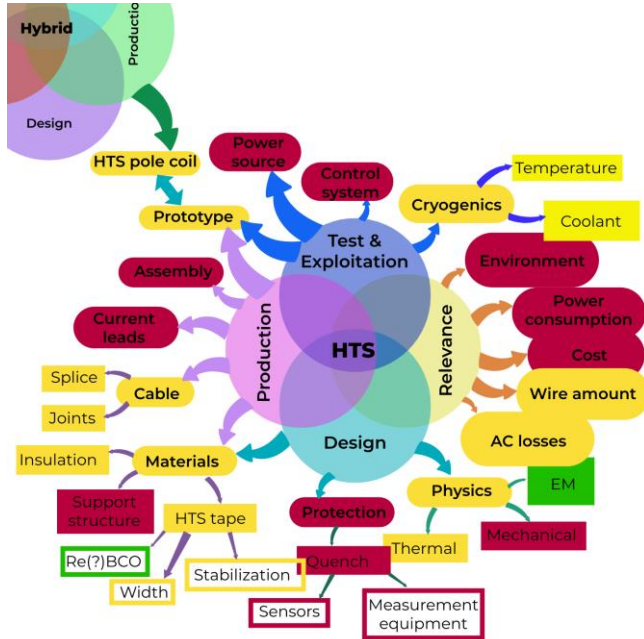 Hybrid
Production
Design
HTS pole coil
Prototype
Power
source
Control
system
Cryogenics
Temperature
Coolant
Test &
Exploitation
Assembly
Current
leads
Production
HTS
Relevance
Design
Environment
Power
consumption
Cost
Wire amount
AC losses
Splice
Cable
Joints
Insulation
Materials
Support
structure
HTS tape
Re(?)BCO
Width
Stabilization
Protection
Quench
Sensors
Measurement
equipment
Physics
EM
Thermal
Mechanical